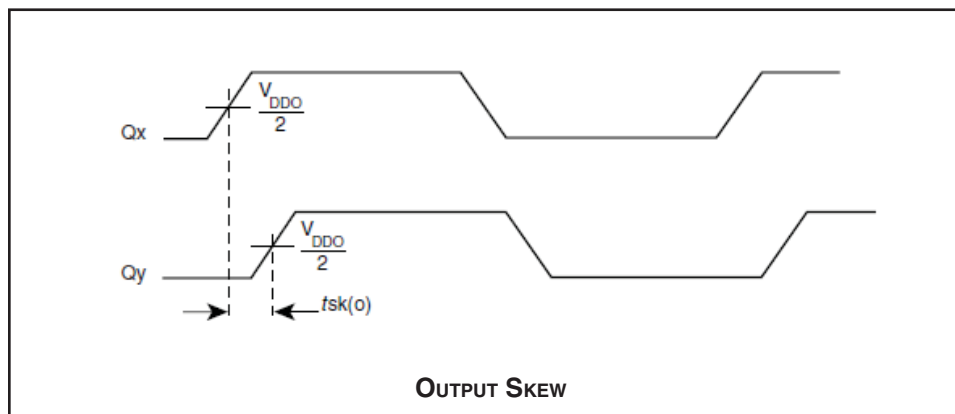 V_DDO
2
Qx
V_DDO
2
Qy
tsk(o)
OUTPUT SKEW